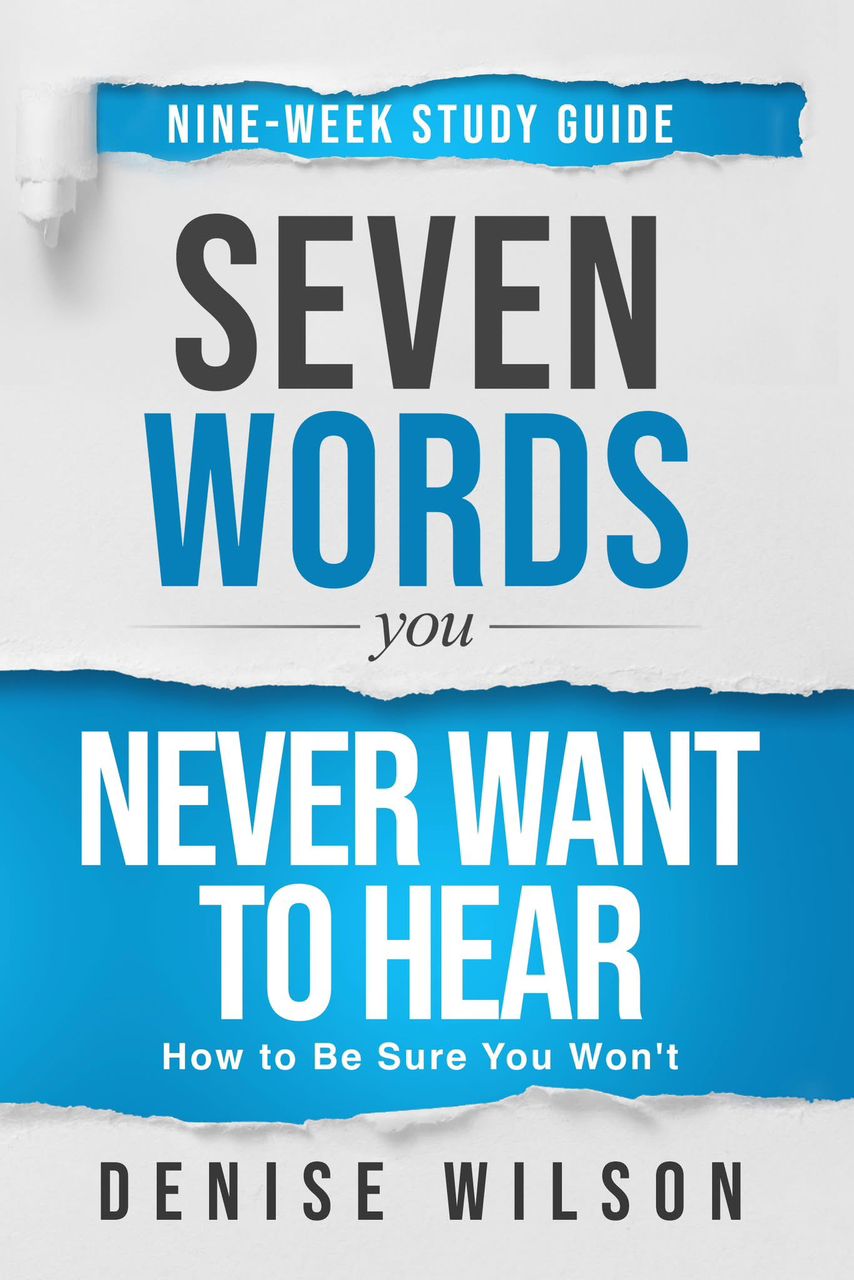 NINE-WEEK STUDY GUIDE
SEVEN
WORDS
you
NEVER WANT
TO HEAR
How to Be Sure You Won't
DENISE WILSON